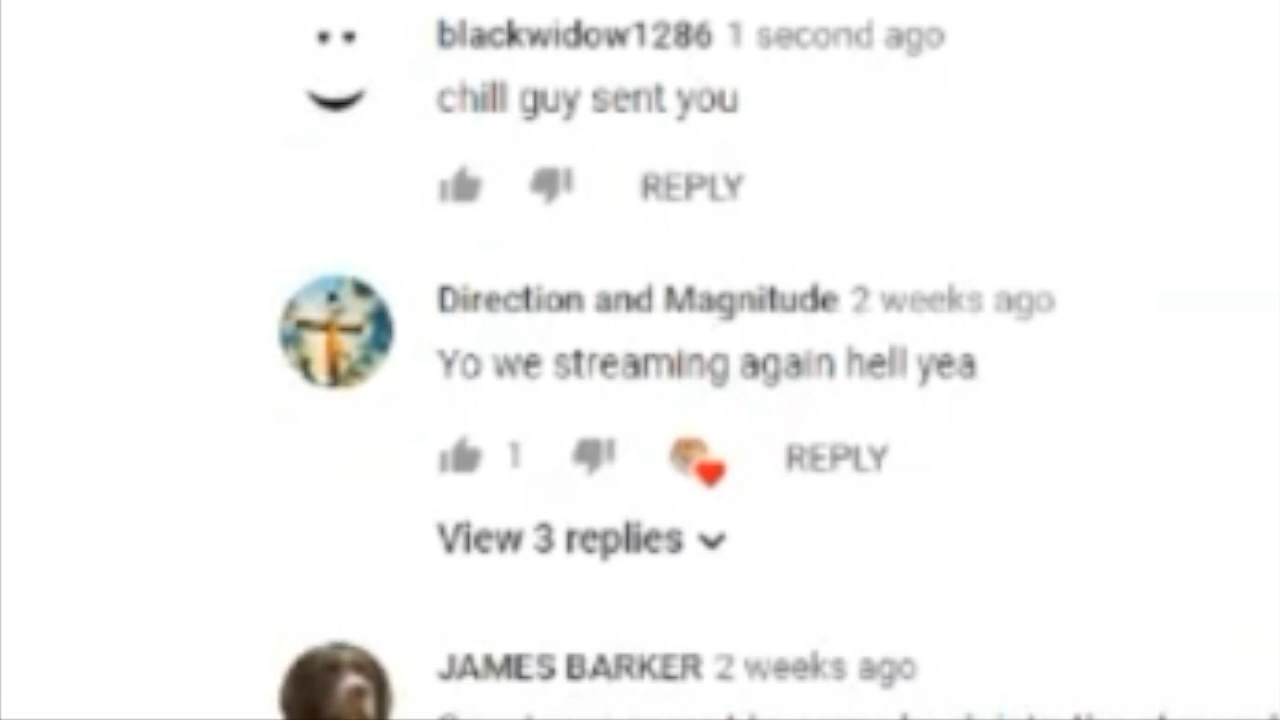 blackwidow1286 1 second ago
chill guy sent you
REPLY
Direction and Magnitude 2 weeks ago
Yo we streaming again hell yea
1 REPLY
View 3 replies
JAMES BARKER 2 weeks ago